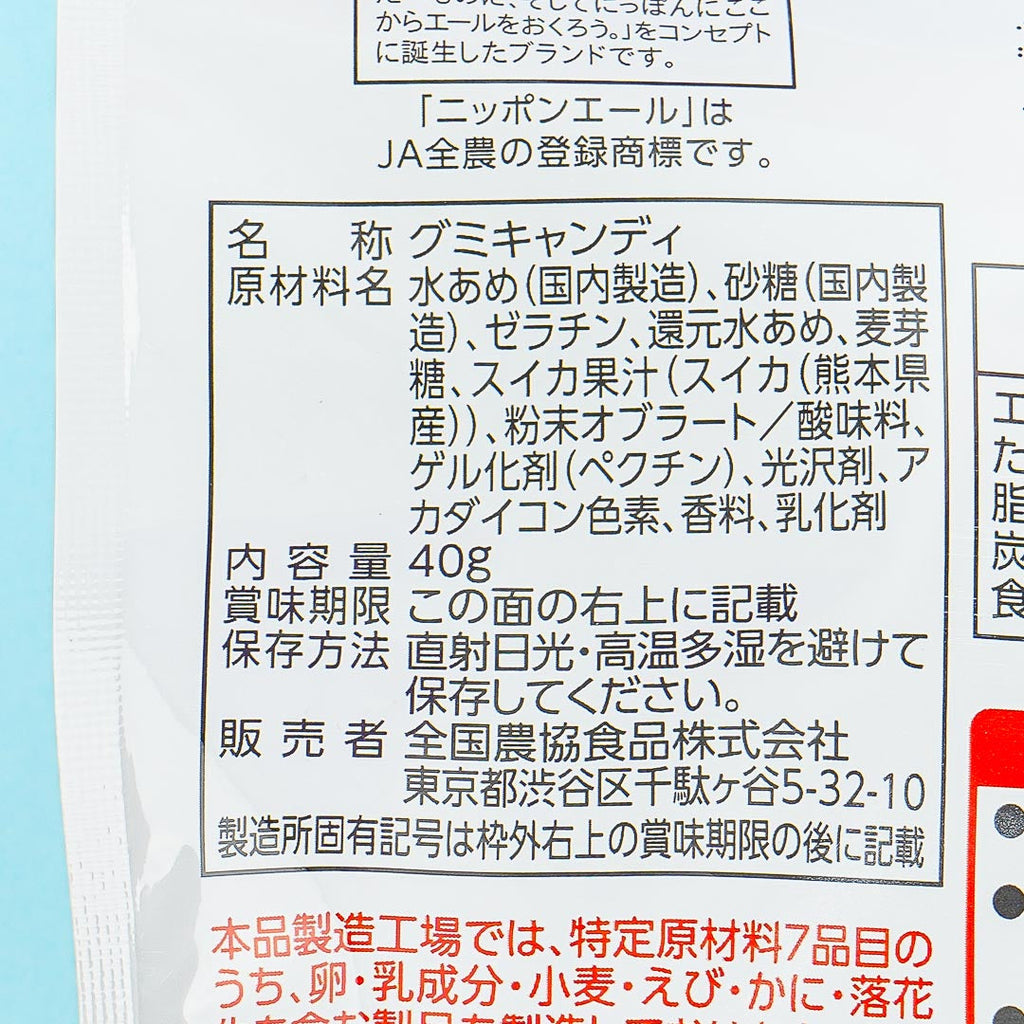 からエールをおくろう。」をコンセプト
に誕生したブランドです。
「ニッポンエール」は
JA全農の登録商標です。
名称 グミキャンディ
原材料名 水あめ(国内製造)、砂糖(国内製
造)、ゼラチン、還元水あめ、麦芽
糖、スイカ果汁(スイカ(熊本県
産))、粉末オブラート/酸味料、
ゲル化剤(ペクチン)、光沢剤、ア
カダイコン色素、香料、乳化剤
内容量 40g
賞味期限 この面の右上に記載
保存方法 直射日光・高温多湿を避けて
保存してください。
販売者 全国農協食品株式会社
東京都渋谷区千駄ヶ谷5-32-10
製造所固有記号は枠外右上の賞味期限の後に記載
本品製造工場では、特定原材料7品目の
うち、卵・乳成分・小麦・えび・かに・落花
エ
た
脂
炭
食